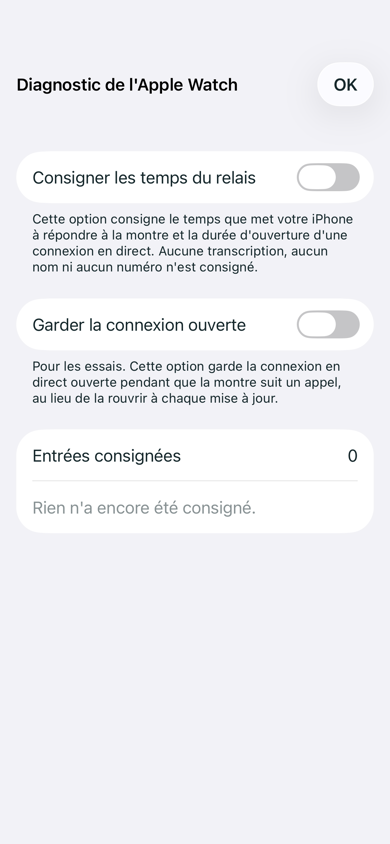 Diagnostic de l'Apple Watch
OK
Consigner les temps du relais
Cette option consigne le temps que met votre iPhone
à répondre à la montre et la durée d'ouverture d'une
connexion en direct. Aucune transcription, aucun
nom ni aucun numéro n'est consigné.
Garder la connexion ouverte
Pour les essais. Cette option garde la connexion en
direct ouverte pendant que la montre suit un appel,
au lieu de la rouvrir à chaque mise à jour.
Entrées consignées 0
Rien n'a encore été consigné.